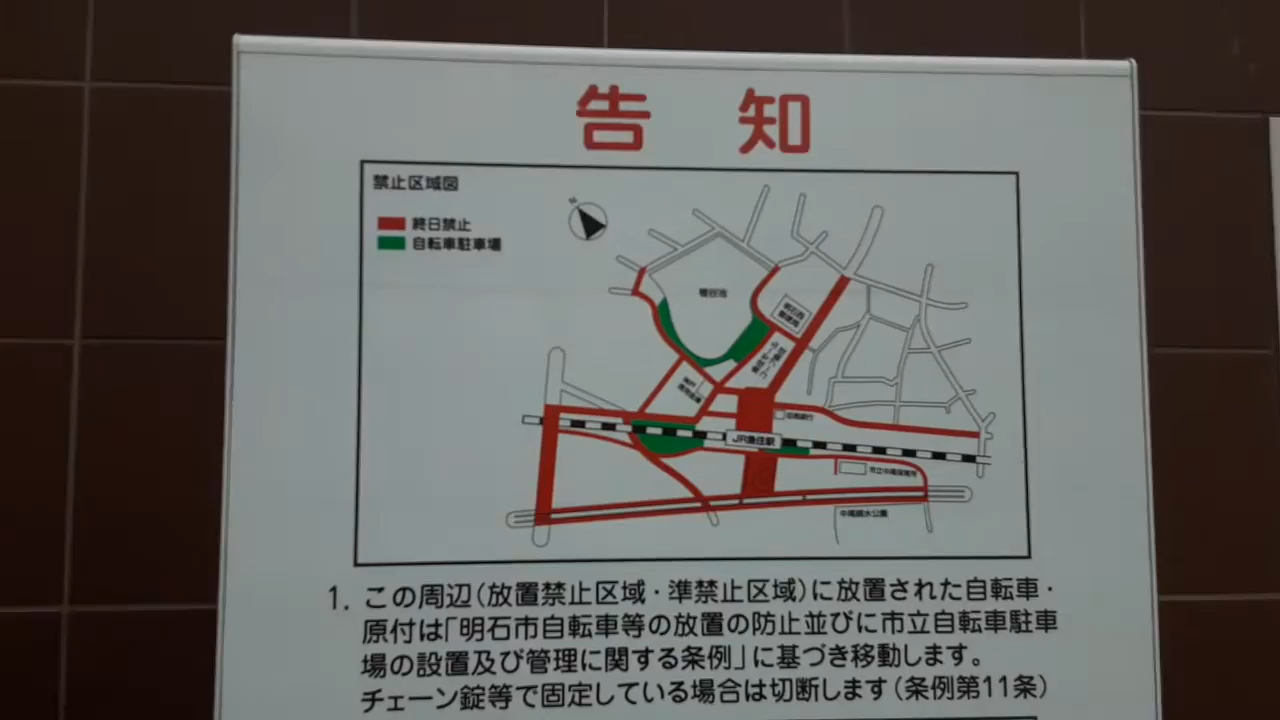 告 知
禁止区域図
終日禁止
自転車駐車場
N
JR魚住駅
中尾親水公園
1. この周辺(放置禁止区域・準禁止区域)に放置された自転車・
原付は「明石市自転車等の放置の防止並びに市立自転車駐車
場の設置及び管理に関する条例」に基づき移動します。
チェーン錠等で固定している場合は切断します(条例第11条)